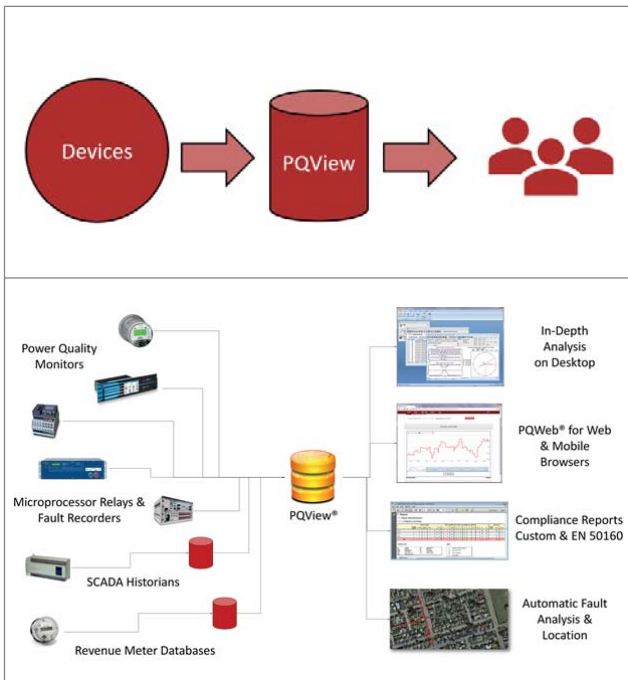 Devices
PQView
Power Quality
Monitors
Microprocessor Relays &
Fault Recorders
SCADA Historians
Revenue Meter Databases
PQView®
In-Depth
Analysis
on Desktop
PQWeb® for Web
& Mobile
Browsers
Compliance Reports
Custom & EN 50160
Automatic Fault
Analysis &
Location